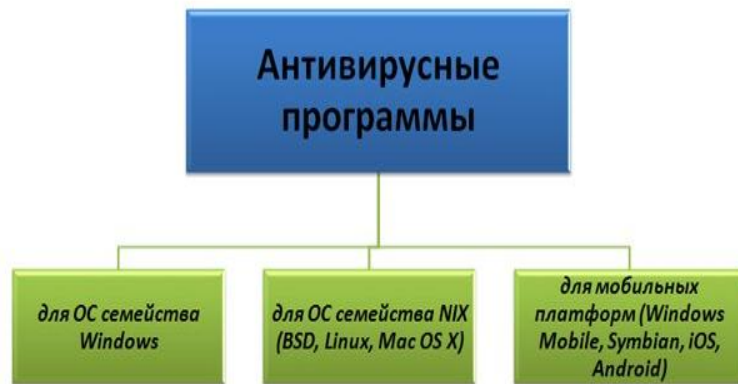 Антивирусные
программы
для ОС семейства
Windows
для ОС семейства NIX
(BSD, Linux, Mac OS X)
для мобильных
платформ (Windows
Mobile, Symbian, iOS,
Android)